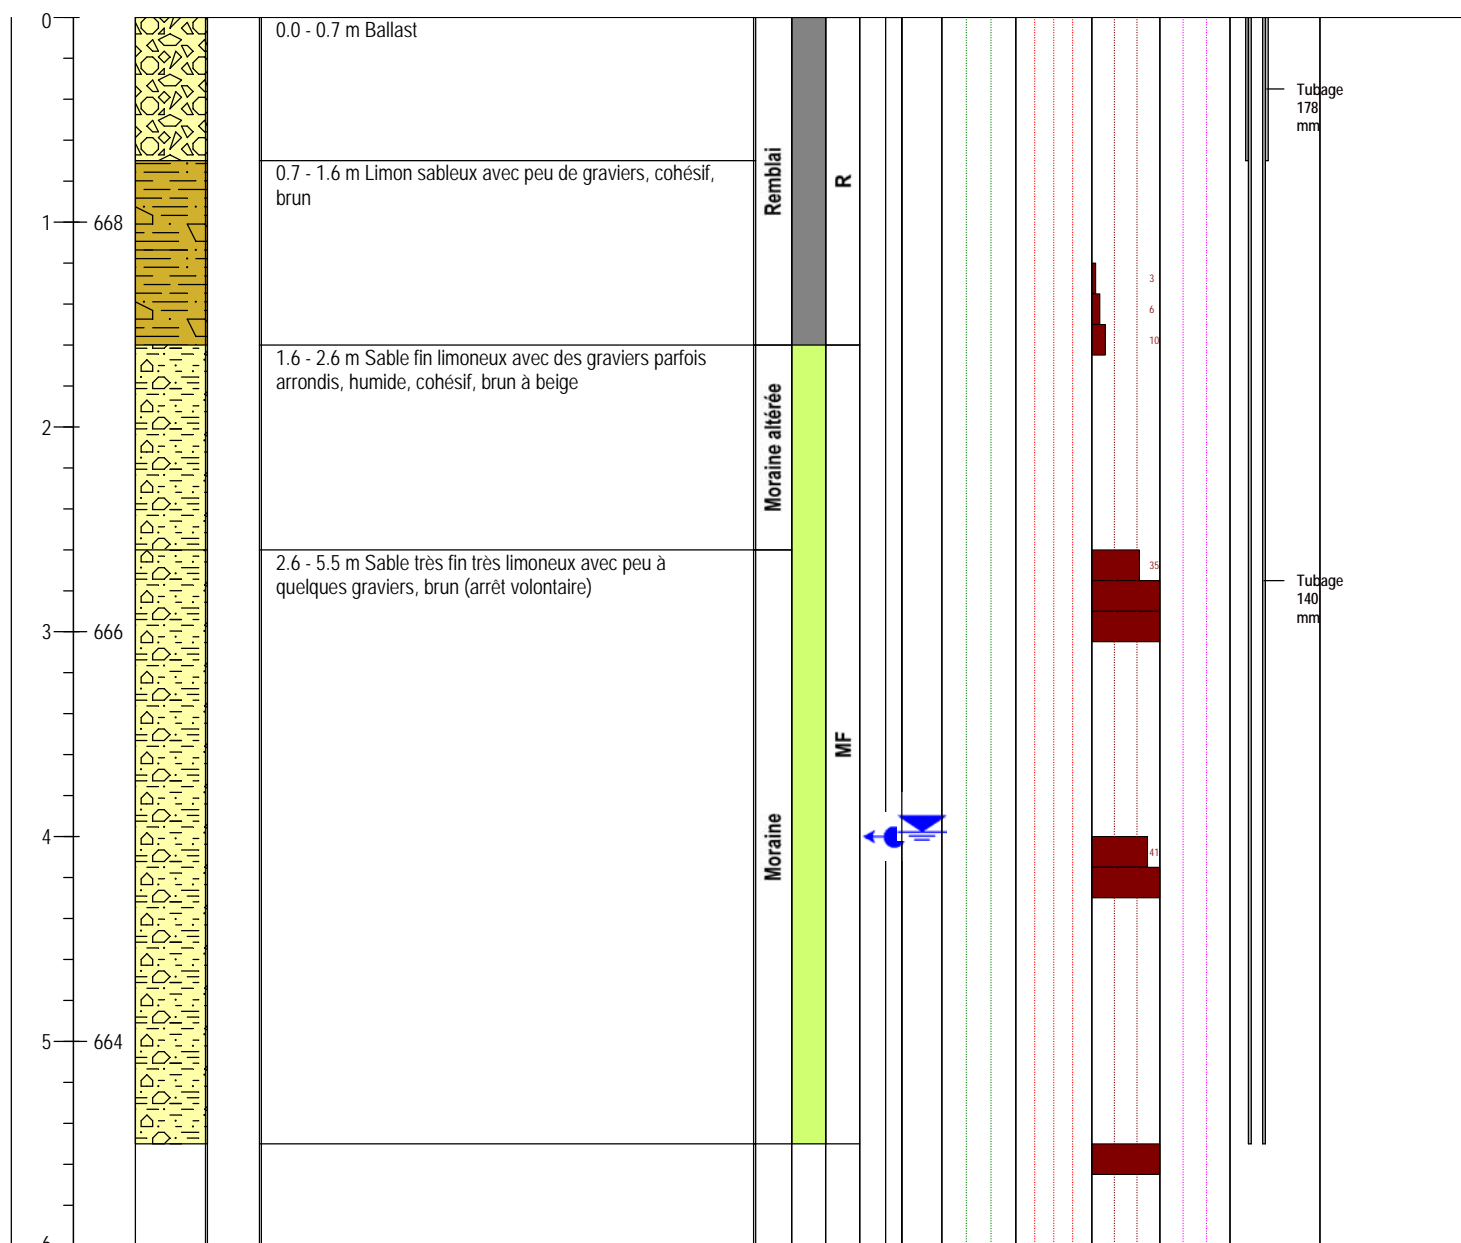 0
0.0 - 0.7 m Ballast
Tubage
178
mm
0.7 - 1.6 m Limon sableux avec peu de graviers, cohésif,
brun
Remblai
R
1
668
3
6
10
1.6 - 2.6 m Sable fin limoneux avec des graviers parfois
arrondis, humide, cohésif, brun à beige
Moraine altérée
2
2.6 - 5.5 m Sable très fin très limoneux avec peu à
quelques graviers, brun (arrêt volontaire)
35
Tubage
140
mm
3
666
MF
Moraine
4
41
5
664
6